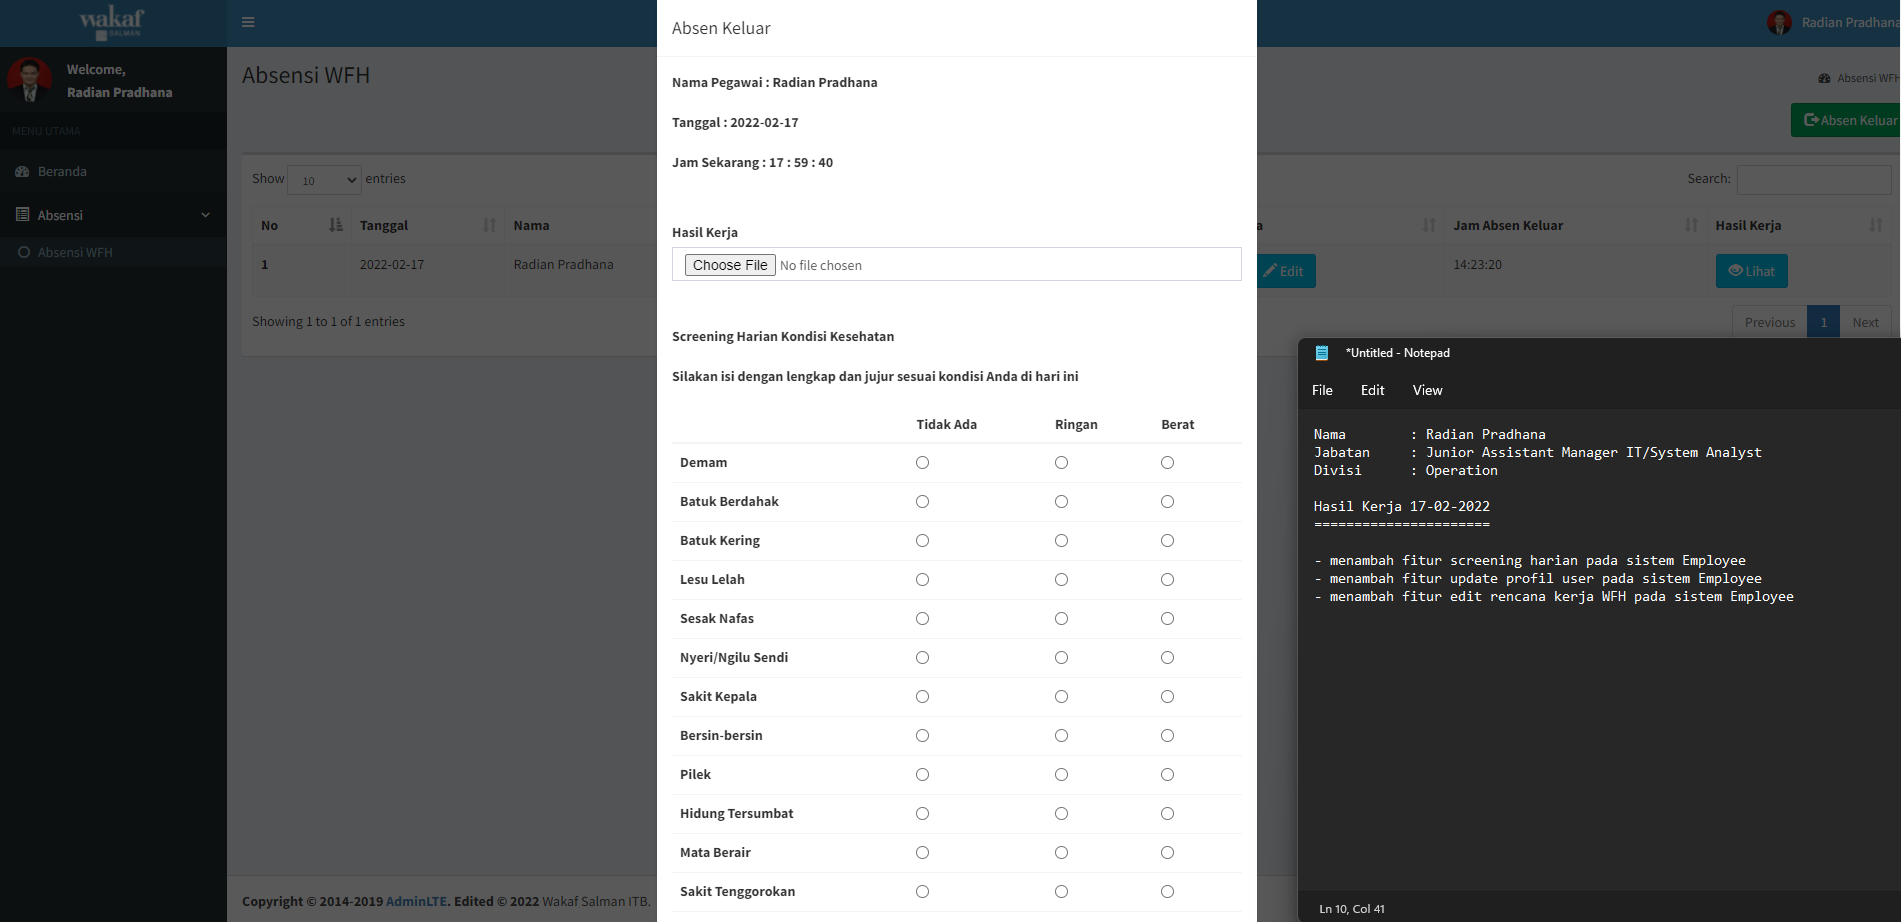 wakaf
SALMAN
Radian Pradhana
Welcome,
Radian Pradhana
MENU UTAMA
Beranda
Absensi
Absensi WFH
Absensi WFH
Absensi WFH
Absen Keluar
Show 10 entries
Search:
No Tanggal Nama
Jam Absen Keluar Hasil Kerja
1 2022-02-17 Radian Pradhana
Edit 14:23:20 Lihat
Showing 1 to 1 of 1 entries
Previous 1 Next
Copyright © 2014-2019 AdminLTE. Edited © 2022 Wakaf Salman ITB.
Absen Keluar
Nama Pegawai : Radian Pradhana
Tanggal : 2022-02-17
Jam Sekarang : 17 : 59 : 40
Hasil Kerja
Choose File No file chosen
Screening Harian Kondisi Kesehatan
Silakan isi dengan lengkap dan jujur sesuai kondisi Anda di hari ini
Tidak Ada Ringan Berat
Demam
Batuk Berdahak
Batuk Kering
Lesu Lelah
Sesak Nafas
Nyeri/Ngilu Sendi
Sakit Kepala
Bersin-bersin
Pilek
Hidung Tersumbat
Mata Berair
Sakit Tenggorokan
*Untitled - Notepad
File Edit View
Nama : Radian Pradhana
Jabatan : Junior Assistant Manager IT/System Analyst
Divisi : Operation
Hasil Kerja 17-02-2022
======================
- menambah fitur screening harian pada sistem Employee
- menambah fitur update profil user pada sistem Employee
- menambah fitur edit rencana kerja WFH pada sistem Employee
Ln 10, Col 41